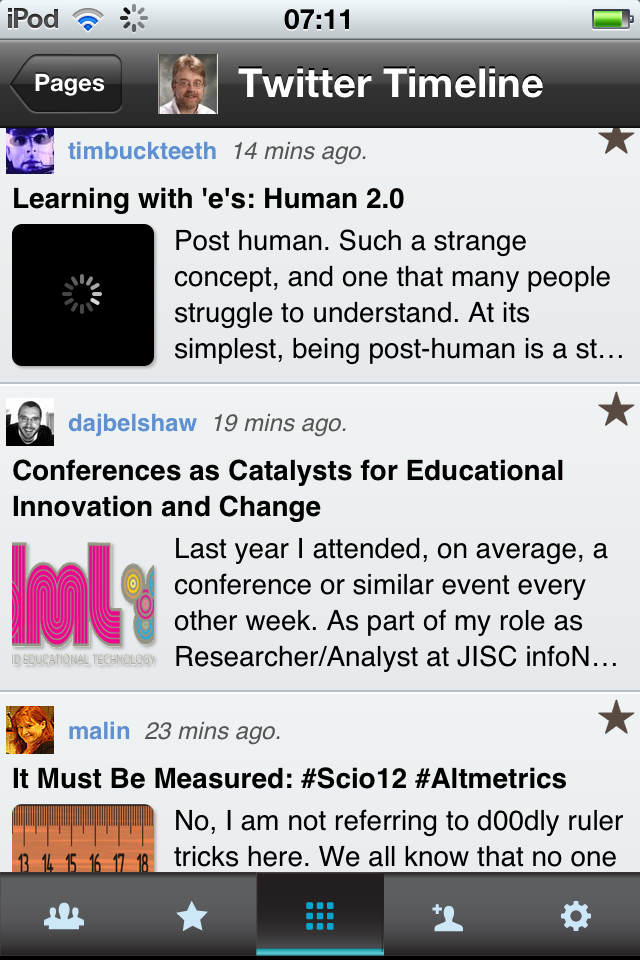 iPod 07:11
Pages Twitter Timeline
timbuckteeth 14 mins ago.
Learning with 'e's: Human 2.0
Post human. Such a strange
concept, and one that many people
struggle to understand. At its
simplest, being post-human is a st…
dajbelshaw 19 mins ago.
Conferences as Catalysts for Educational
Innovation and Change
Last year I attended, on average, a
conference or similar event every
other week. As part of my role as
Researcher/Analyst at JISC infoN…
dmt
ID EDUCATIONAL TECHNOLOGY
malin 23 mins ago.
It Must Be Measured: #Scio12 #Altmetrics
No, I am not referring to d00dly ruler
tricks here. We all know that no one
13 14 15 16 17 18